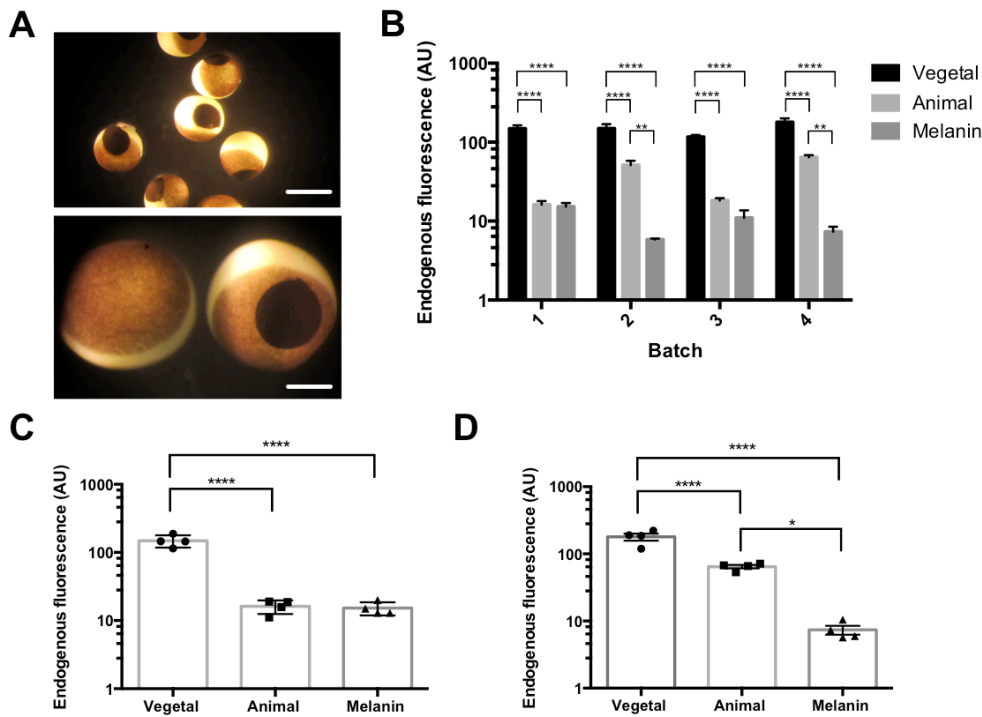 A
B
Endogenous fluorescence (AU)
1000
100
10
1
**** **** **** ****
**** **** **** ****
** **
1 2 3 4
Batch
Vegetal
Animal
Melanin
C
Endogenous fluorescence (AU)
1000
100
10
1
****
****
Vegetal Animal Melanin
D
Endogenous fluorescence (AU)
1000
100
10
1
****
****
*
Vegetal Animal Melanin